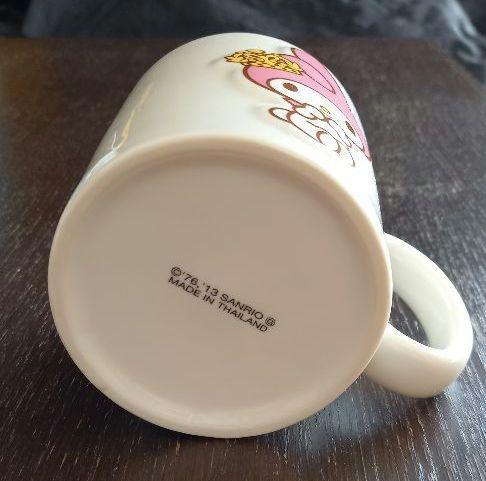 ©'76, '13 SANRIO ©
MADE IN THAILAND